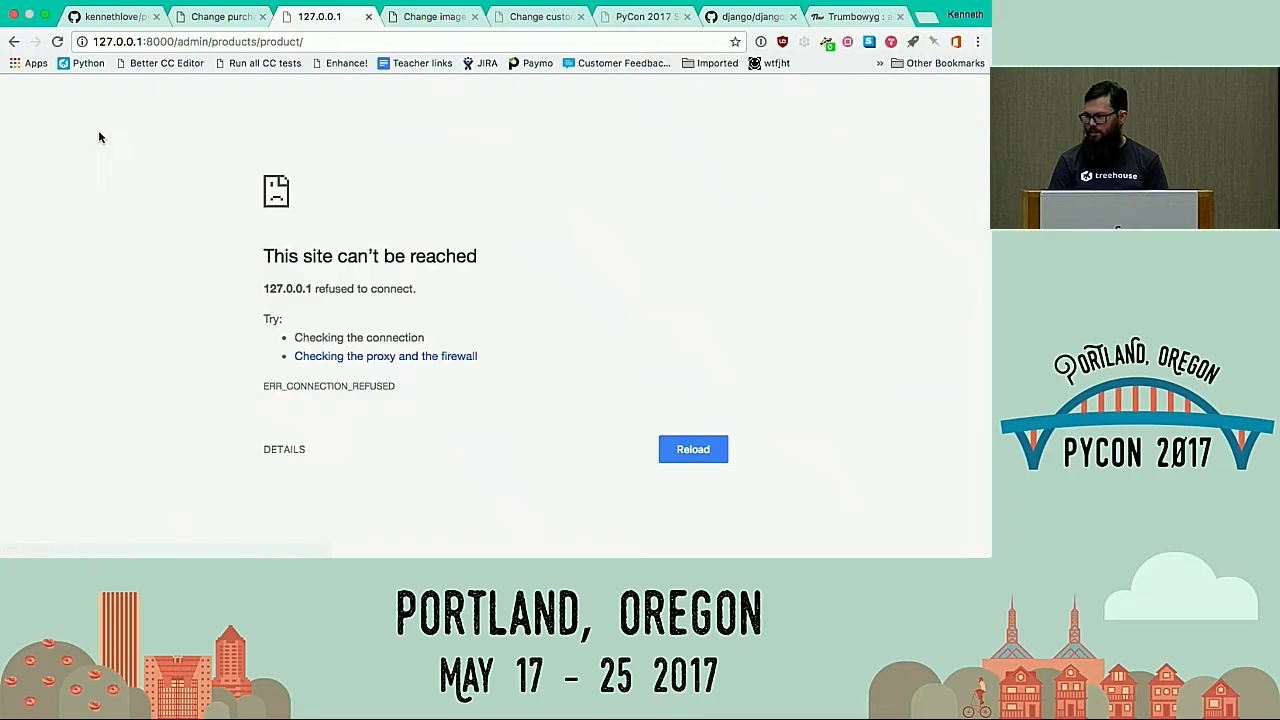 kennethlove/p
Change purch
127.0.0.1
Change image
Change custo
PyCon 2017 S
django/django
Trumbowyg : a
Kenneth
127.0.0.1:8000/admin/products/product/
Apps
Python
Better CC Editor
Run all CC tests
Enhance!
Teacher links
JIRA
Paymo
Customer Feedbac...
Imported
wtfjht
»
Other Bookmarks
This site can't be reached
127.0.0.1 refused to connect.
Try:
• Checking the connection
• Checking the proxy and the firewall
ERR_CONNECTION_REFUSED
DETAILS
Reload
treehouse
PORTLAND, OREGON
PYCON 2017
PORTLAND, OREGON
MAY 17 - 25 2017